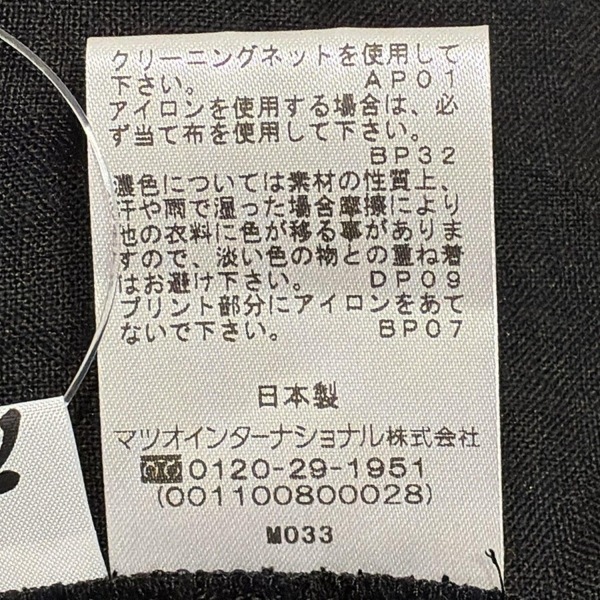 クリーニングネットを使用して
下さい。 AP01
アイロンを使用する場合は、必
ず当て布を使用して下さい。
BP32
濃色については素材の性質上、
汗や雨で湿った場合摩擦により
他の衣料に色が移る事がありま
すので、淡い色の物との重ね着
はお避け下さい。 DP09
プリント部分にアイロンをあて
ないで下さい。 BP07
日本製
マツオインターナショナル株式会社
0120-29-1951
(001100800028)
M033